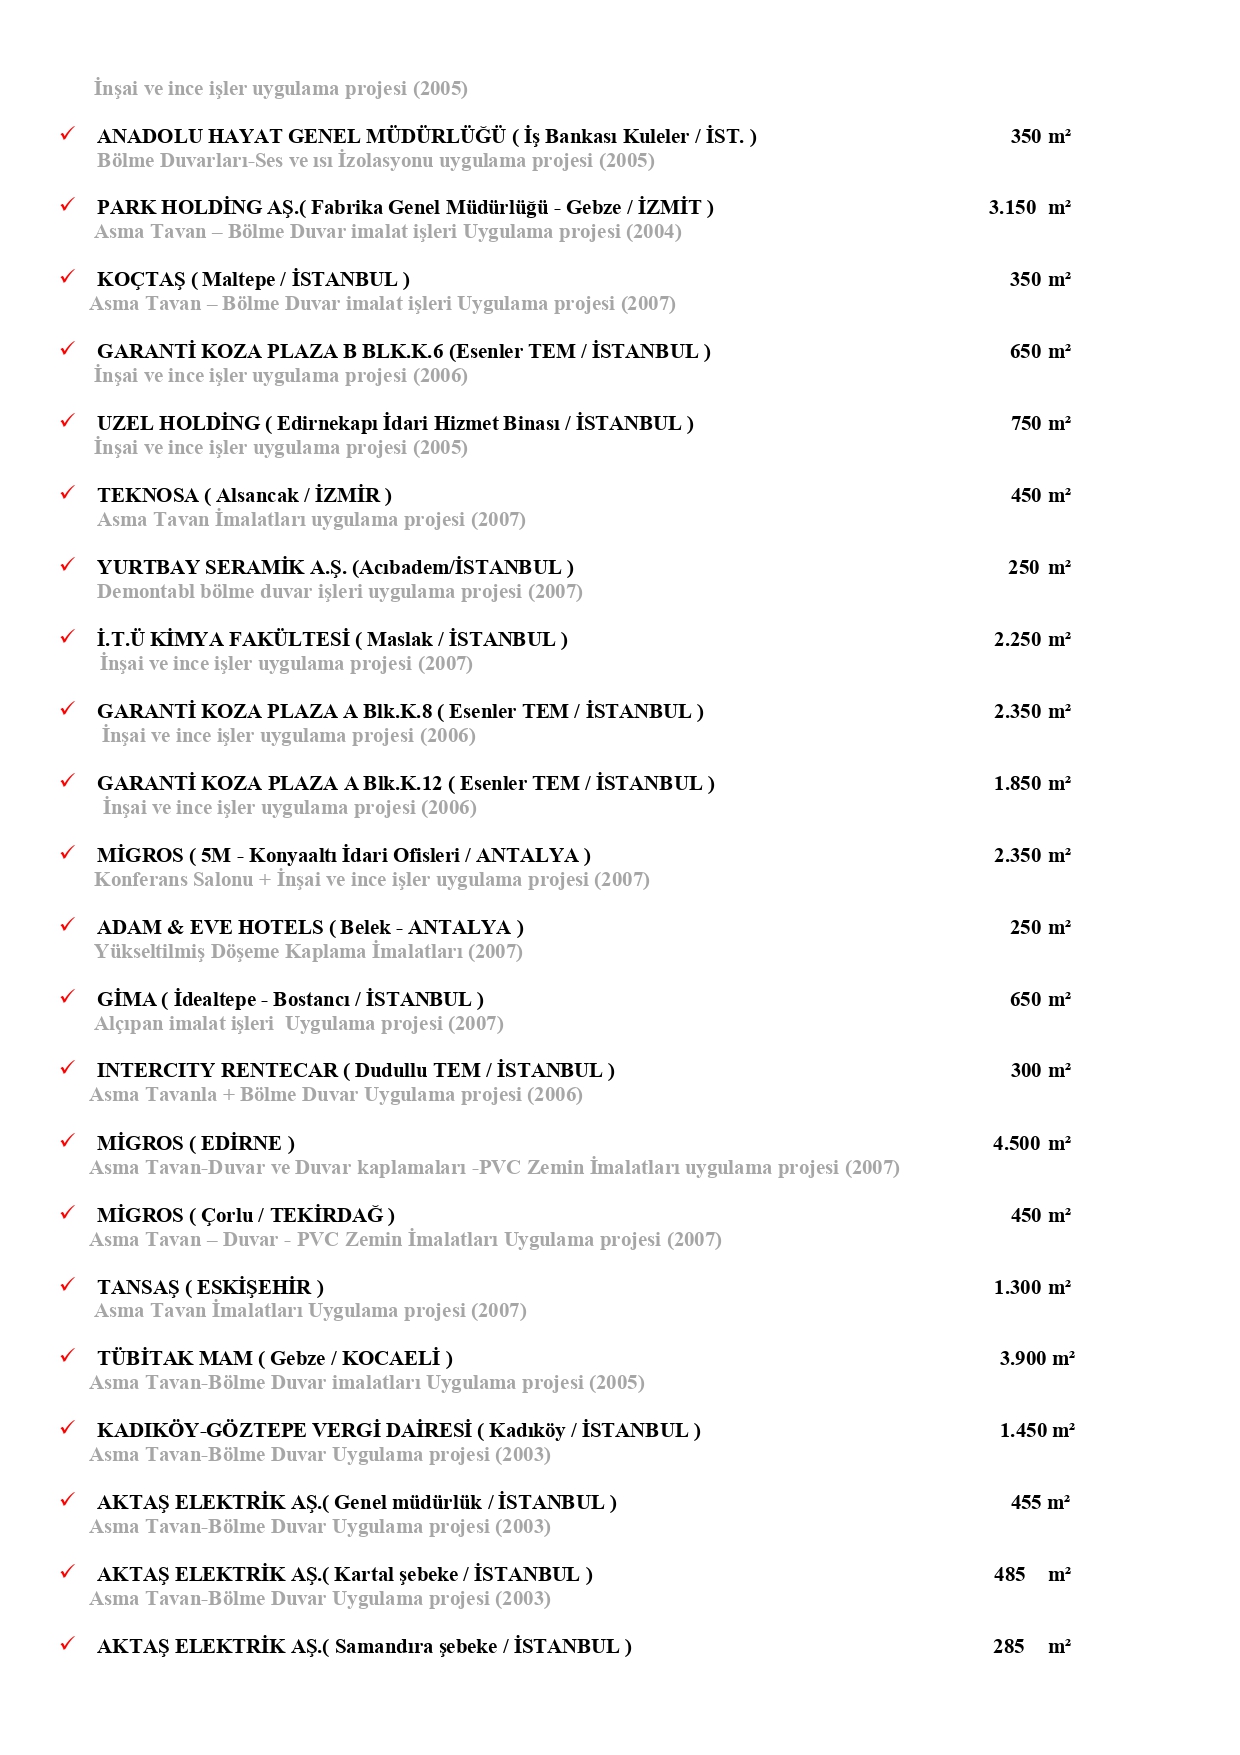 İnşai ve ince işler uygulama projesi (2005)
ANADOLU HAYAT GENEL MÜDÜRLÜĞÜ ( İş Bankası Kuleler / İST. ) 350 m²
Bölme Duvarları-Ses ve ısı İzolasyonu uygulama projesi (2005)
PARK HOLDİNG AŞ.( Fabrika Genel Müdürlüğü - Gebze / İZMİT ) 3.150 m²
Asma Tavan – Bölme Duvar imalat işleri Uygulama projesi (2004)
KOÇTAŞ ( Maltepe / İSTANBUL ) 350 m²
Asma Tavan – Bölme Duvar imalat işleri Uygulama projesi (2007)
GARANTİ KOZA PLAZA B BLK.K.6 (Esenler TEM / İSTANBUL ) 650 m²
İnşai ve ince işler uygulama projesi (2006)
UZEL HOLDİNG ( Edirnekapı İdari Hizmet Binası / İSTANBUL ) 750 m²
İnşai ve ince işler uygulama projesi (2005)
TEKNOSA ( Alsancak / İZMİR ) 450 m²
Asma Tavan İmalatları uygulama projesi (2007)
YURTBAY SERAMİK A.Ş. (Acıbadem/İSTANBUL ) 250 m²
Demontabl bölme duvar işleri uygulama projesi (2007)
İ.T.Ü KİMYA FAKÜLTESİ ( Maslak / İSTANBUL ) 2.250 m²
İnşai ve ince işler uygulama projesi (2007)
GARANTİ KOZA PLAZA A Blk.K.8 ( Esenler TEM / İSTANBUL ) 2.350 m²
İnşai ve ince işler uygulama projesi (2006)
GARANTİ KOZA PLAZA A Blk.K.12 ( Esenler TEM / İSTANBUL ) 1.850 m²
İnşai ve ince işler uygulama projesi (2006)
MİGROS ( 5M - Konyaaltı İdari Ofisleri / ANTALYA ) 2.350 m²
Konferans Salonu + İnşai ve ince işler uygulama projesi (2007)
ADAM & EVE HOTELS ( Belek - ANTALYA ) 250 m²
Yükseltilmiş Döşeme Kaplama İmalatları (2007)
GİMA ( İdealtepe - Bostancı / İSTANBUL ) 650 m²
Alçıpan imalat işleri  Uygulama projesi (2007)
INTERCITY RENTECAR ( Dudullu TEM / İSTANBUL ) 300 m²
Asma Tavanla + Bölme Duvar Uygulama projesi (2006)
MİGROS ( EDİRNE ) 4.500 m²
Asma Tavan-Duvar ve Duvar kaplamaları -PVC Zemin İmalatları uygulama projesi (2007)
MİGROS ( Çorlu / TEKİRDAĞ ) 450 m²
Asma Tavan – Duvar - PVC Zemin İmalatları Uygulama projesi (2007)
TANSAŞ ( ESKİŞEHİR ) 1.300 m²
Asma Tavan İmalatları Uygulama projesi (2007)
TÜBİTAK MAM ( Gebze / KOCAELİ ) 3.900 m²
Asma Tavan-Bölme Duvar imalatları Uygulama projesi (2005)
KADIKÖY-GÖZTEPE VERGİ DAİRESİ ( Kadıköy / İSTANBUL ) 1.450 m²
Asma Tavan-Bölme Duvar Uygulama projesi (2003)
AKTAŞ ELEKTRİK AŞ.( Genel müdürlük / İSTANBUL ) 455 m²
Asma Tavan-Bölme Duvar Uygulama projesi (2003)
AKTAŞ ELEKTRİK AŞ.( Kartal şebeke / İSTANBUL ) 485 m²
Asma Tavan-Bölme Duvar Uygulama projesi (2003)
AKTAŞ ELEKTRİK AŞ.( Samandıra şebeke / İSTANBUL ) 285 m²